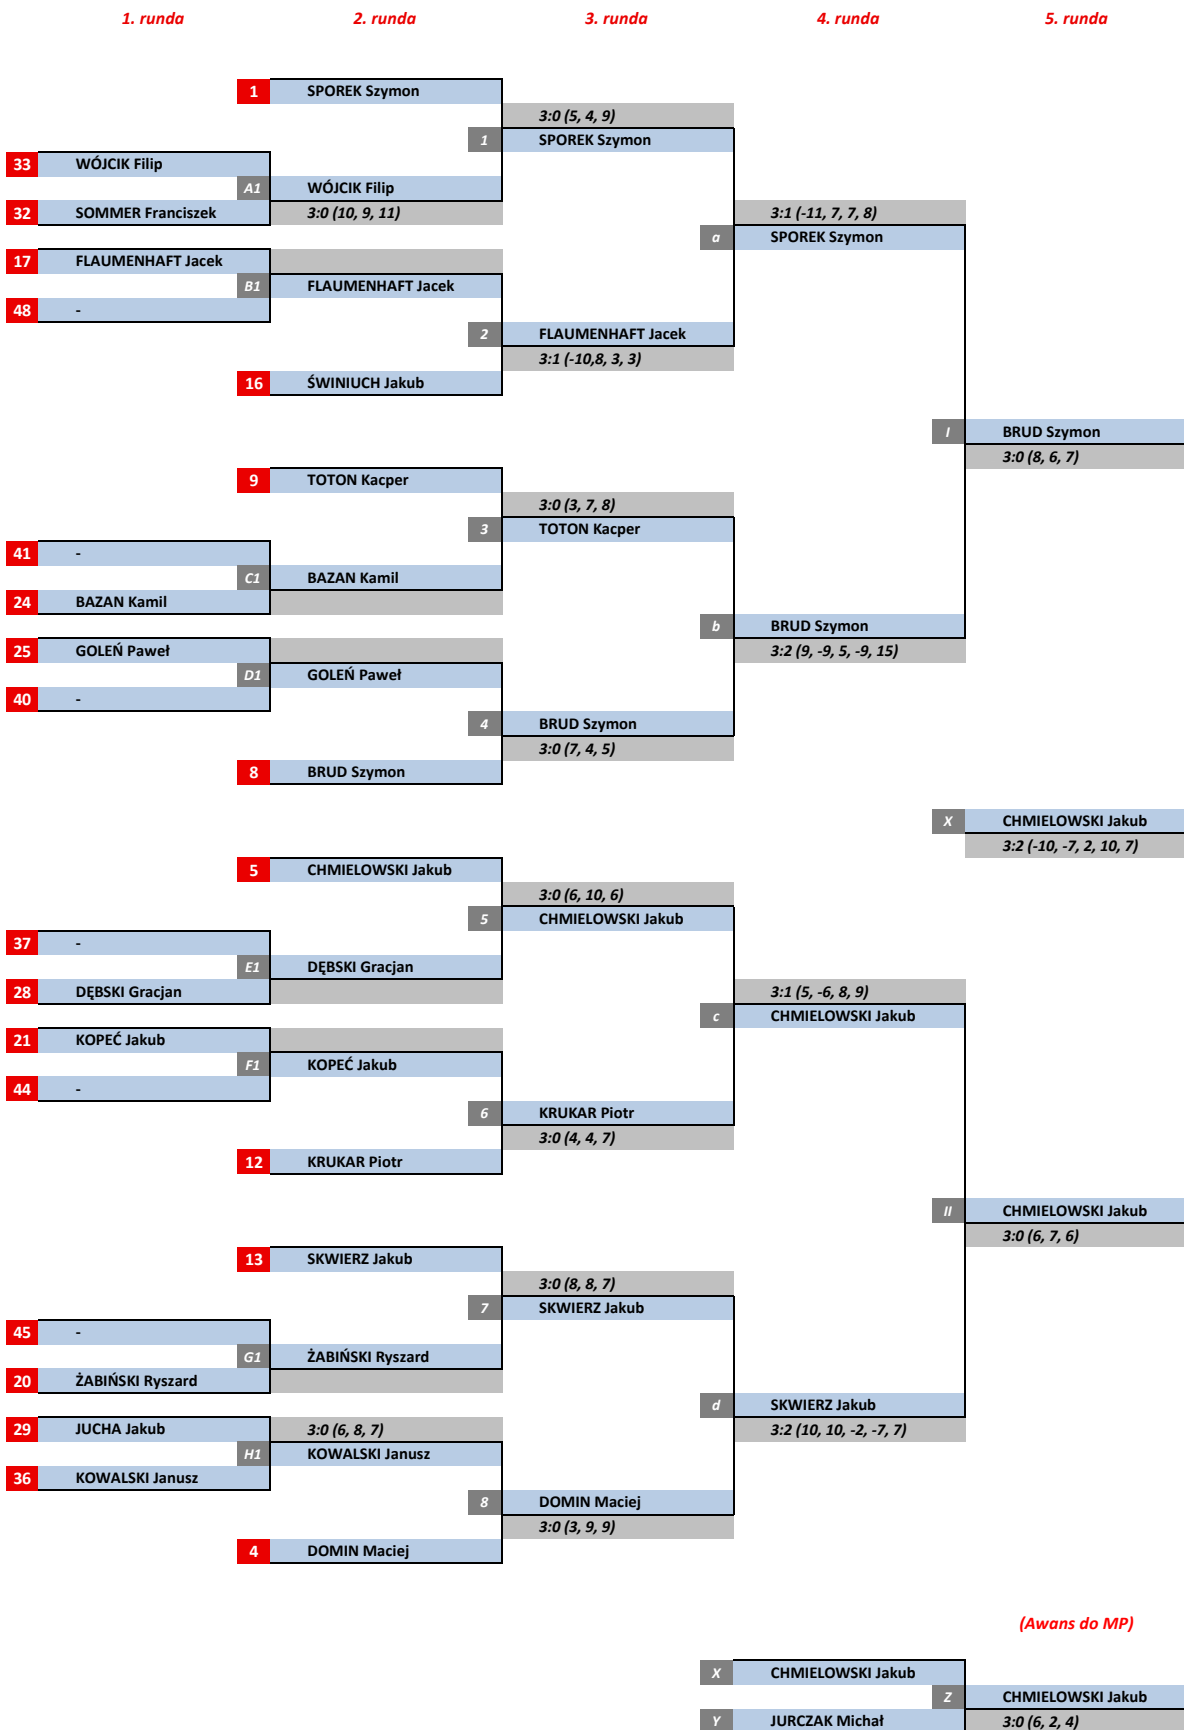 1. runda 2. runda 3. runda 4. runda 5. runda
1 SPOREK Szymon
3:0 (5, 4, 9)
1 SPOREK Szymon
33 WÓJCIK Filip
A1 WÓJCIK Filip
32 SOMMER Franciszek 3:0 (10, 9, 11) 3:1 (-11, 7, 7, 8)
a SPOREK Szymon
17 FLAUMENHAFT Jacek
B1 FLAUMENHAFT Jacek
48 -
2 FLAUMENHAFT Jacek
3:1 (-10,8, 3, 3)
16 ŚWINIUCH Jakub
I BRUD Szymon
3:0 (8, 6, 7)
9 TOTON Kacper
3:0 (3, 7, 8)
3 TOTON Kacper
41 -
C1 BAZAN Kamil
24 BAZAN Kamil
b BRUD Szymon
25 GOLEŃ Paweł 3:2 (9, -9, 5, -9, 15)
D1 GOLEŃ Paweł
40 -
4 BRUD Szymon
3:0 (7, 4, 5)
8 BRUD Szymon
X CHMIELOWSKI Jakub
3:2 (-10, -7, 2, 10, 7)
5 CHMIELOWSKI Jakub
3:0 (6, 10, 6)
5 CHMIELOWSKI Jakub
37 -
E1 DĘBSKI Gracjan
28 DĘBSKI Gracjan 3:1 (5, -6, 8, 9)
c CHMIELOWSKI Jakub
21 KOPEĆ Jakub
F1 KOPEĆ Jakub
44 -
6 KRUKAR Piotr
3:0 (4, 4, 7)
12 KRUKAR Piotr
II CHMIELOWSKI Jakub
3:0 (6, 7, 6)
13 SKWIERZ Jakub
3:0 (8, 8, 7)
7 SKWIERZ Jakub
45 -
G1 ŻABIŃSKI Ryszard
20 ŻABIŃSKI Ryszard
d SKWIERZ Jakub
29 JUCHA Jakub 3:0 (6, 8, 7) 3:2 (10, 10, -2, -7, 7)
H1 KOWALSKI Janusz
36 KOWALSKI Janusz
8 DOMIN Maciej
3:0 (3, 9, 9)
4 DOMIN Maciej
(Awans do MP)
X CHMIELOWSKI Jakub
Z CHMIELOWSKI Jakub
Y JURCZAK Michał 3:0 (6, 2, 4)